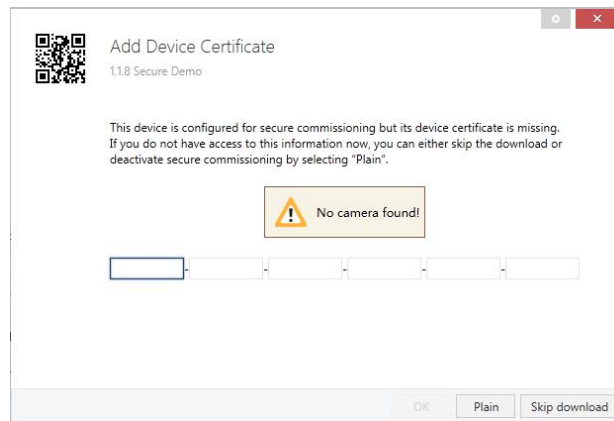 Add Device Certificate
1.1.8 Secure Demo
This device is configured for secure commissioning but its device certificate is missing.
If you do not have access to this information now, you can either skip the download or
deactivate secure commissioning by selecting "Plain".
No camera found!
- - - - -
OK Plain Skip download